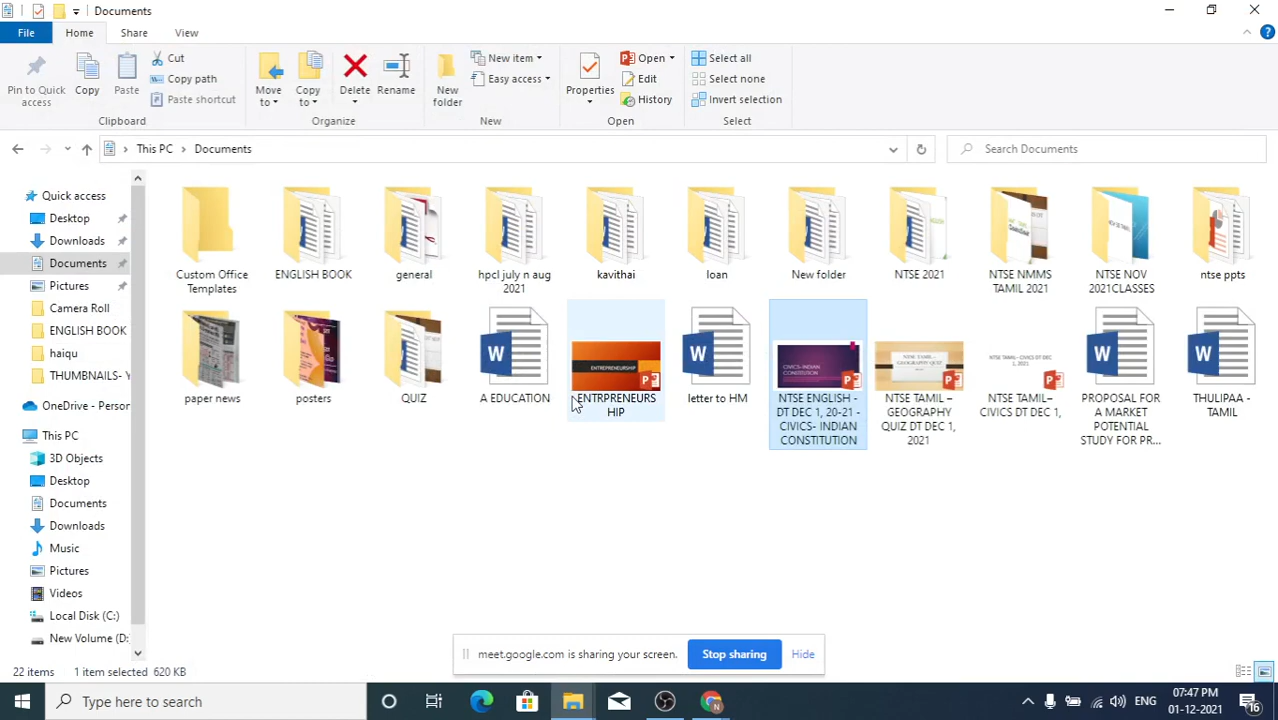 Documents
File
Home
Share
View
Pin to Quick
access
Copy
Paste
Cut
Copy path
Paste shortcut
Clipboard
Move
to
Copy
to
Delete
Rename
Organize
New
folder
New item
Easy access
New
Properties
Open
Edit
History
Open
Select all
Select none
Invert selection
Select
This PC
Documents
Search Documents
Quick access
Desktop
Downloads
Documents
Pictures
Camera Roll
ENGLISH BOOK
haiqu
THUMBNAILS- Y
OneDrive - Person
This PC
3D Objects
Desktop
Documents
Downloads
Music
Pictures
Videos
Local Disk (C:)
New Volume (D:
Custom Office
Templates
ENGLISH BOOK
general
hpcl july n aug
2021
kavithai
loan
New folder
NTSE 2021
NTSE NMMS
TAMIL 2021
NTSE NOV
2021CLASSES
ntse ppts
paper news
posters
QUIZ
A EDUCATION
ENTREPRENEURSHIP
ENTRPRENEURS
HIP
letter to HM
CIVICS- INDIAN
CONSTITUTION
NTSE ENGLISH -
DT DEC 1, 20-21 -
CIVICS- INDIAN
CONSTITUTION
NTSE TAMIL –
GEOGRAPHY QUIZ
NTSE TAMIL –
GEOGRAPHY
QUIZ DT DEC 1,
2021
NTSE TAMIL– CIVICS DT DEC
1, 2021
NTSE TAMIL–
CIVICS DT DEC 1,
PROPOSAL FOR
A MARKET
POTENTIAL
STUDY FOR PR...
THULIPAA -
TAMIL
meet.google.com is sharing your screen.
Stop sharing
Hide
22 items
1 item selected 620 KB
Type here to search
ENG
07:47 PM
01-12-2021
16